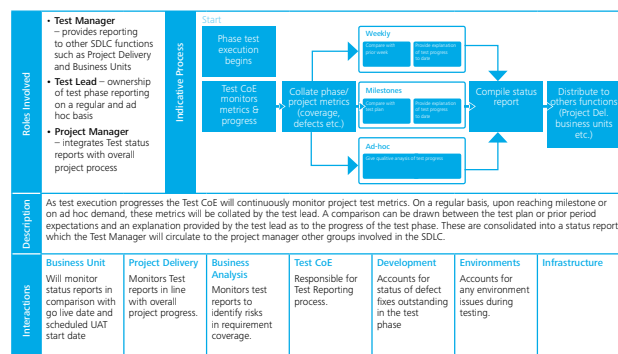 Roles Involved
• Test Manager
– provides reporting
to other SDLC functions
such as Project Delivery
and Business Units
• Test Lead – ownership
of test phase reporting
on a regular and ad
hoc basis
• Project Manager
– integrates Test status
reports with overall
project process
Indicative Process
Start
Phase test
execution
begins
Test CoE
monitors
metrics &
progress
Collate phase/
project metrics
(coverage,
defects etc.)
Weekly
Compare with
prior week
Provide explanation
of test progress
to date
Milestones
Compare with
test plan
Provide explanation
of test progress
to date
Ad-hoc
Give qualitive anaylis of test progress
Compile status
report
Distribute to
others functions
(Project Del.
business units
etc.)
Description
As test execution progresses the Test CoE will continuously monitor project test metrics. On a regular basis, upon reaching milestone or
on ad hoc demand, these metrics will be collated by the test lead. A comparison can be drawn between the test plan or prior period
expectations and an explanation provided by the test lead as to the progress of the test phase. These are consolidated into a status report
which the Test Manager will circulate to the project manager other groups involved in the SDLC.
Interactions
Business Unit
Will monitor
status reports in
comparison with
go live date and
scheduled UAT
start date
Project Delivery
Monitors Test
reports in line
with overall
project progress.
Business
Analysis
Monitors test
reports to
identify risks
in requirement
coverage.
Test CoE
Responsible for
Test Reporting
process.
Development
Accounts for
status of defect
fixes outstanding
in the test
phase
Environments
Accounts for
any environment
issues during
testing.
Infrastructure